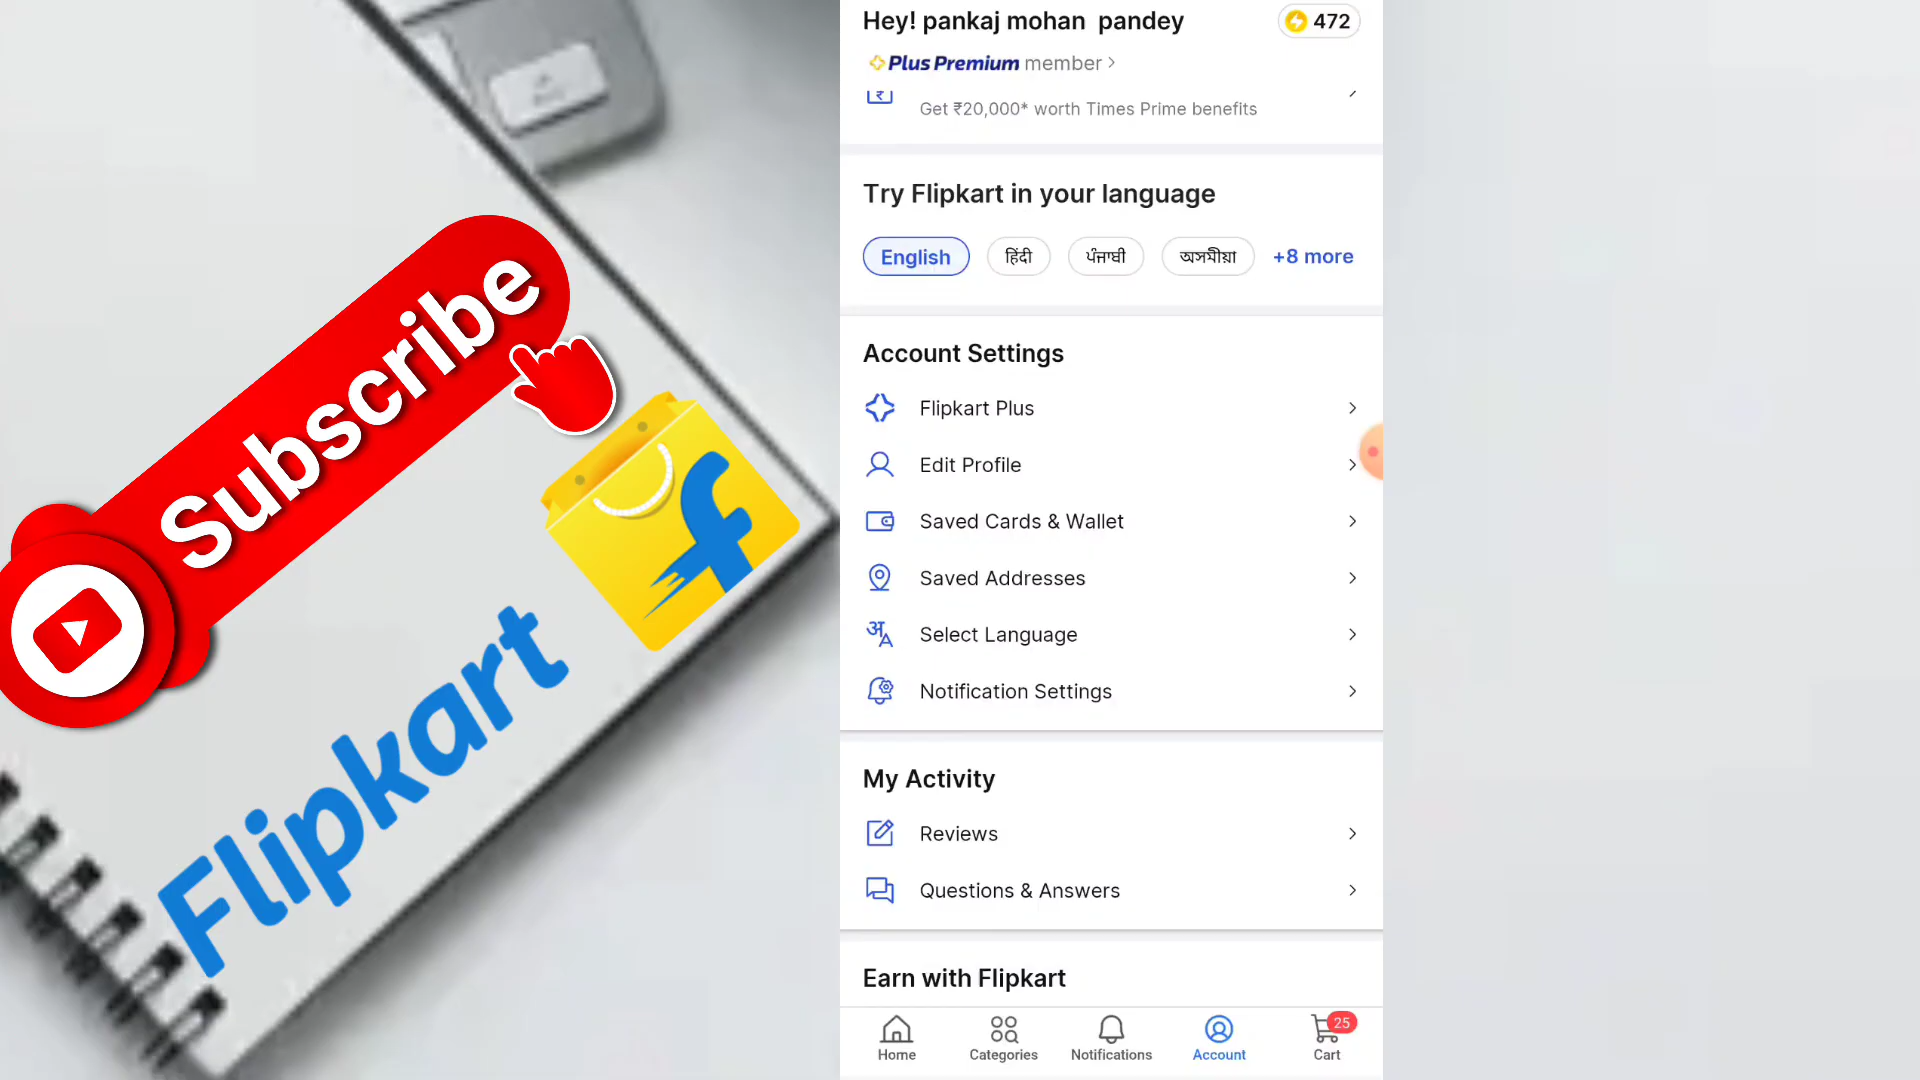 Subscribe
Flipkart
Hey! pankaj mohan pandey
472
Plus Premium member
Get ₹20,000* worth Times Prime benefits
Try Flipkart in your language
English
हिंदी
ਪੰਜਾਬੀ
অসমীয়া
+8 more
Account Settings
Flipkart Plus
Edit Profile
Saved Cards & Wallet
Saved Addresses
Select Language
Notification Settings
My Activity
Reviews
Questions & Answers
Earn with Flipkart
25
Home
Categories
Notifications
Account
Cart